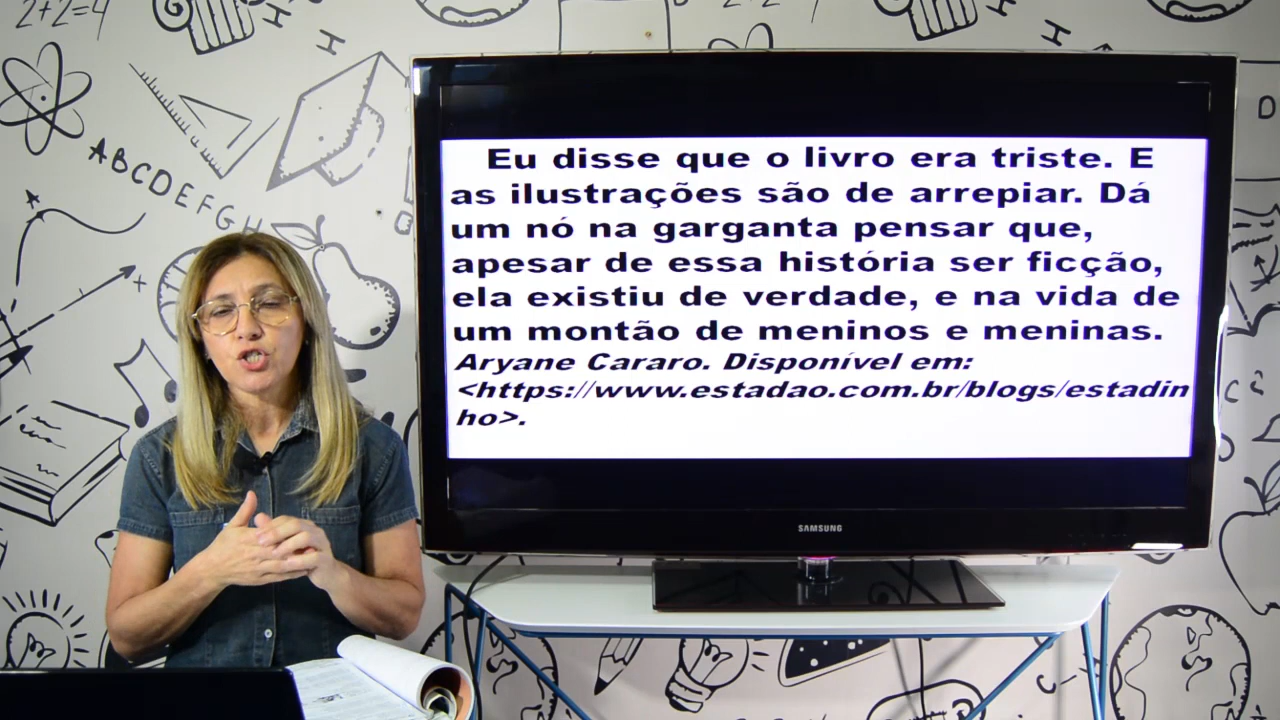 2+2=4
2+2
H
H
H
H
ABCDEFGH
D
Eu disse que o livro era triste. E
as ilustrações são de arrepiar. Dá
um nó na garganta pensar que,
apesar de essa história ser ficção,
ela existiu de verdade, e na vida de
um montão de meninos e meninas.
Aryane Cararo. Disponível em:
<https://www.estadao.com.br/blogs/estadin
ho>.
SAMSUNG